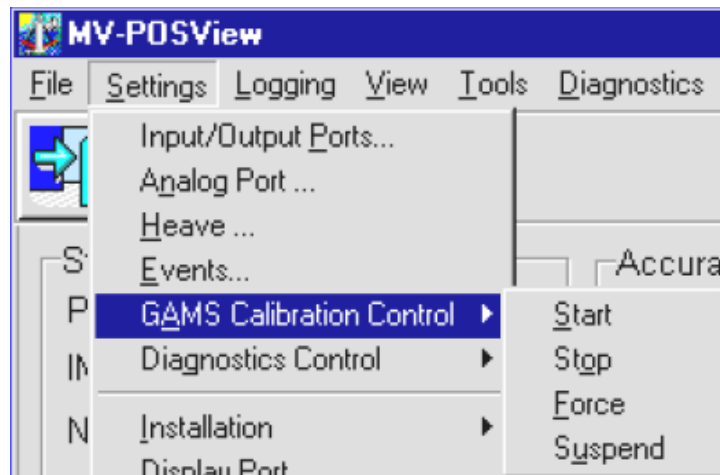 MV-POSView
File Settings Logging View Tools Diagnostics
Input/Output Ports...
Analog Port ...
Heave ...
Events...
Accura
GAMS Calibration Control
Start
Diagnostics Control
Stop
Force
Installation
Suspend
Display Port